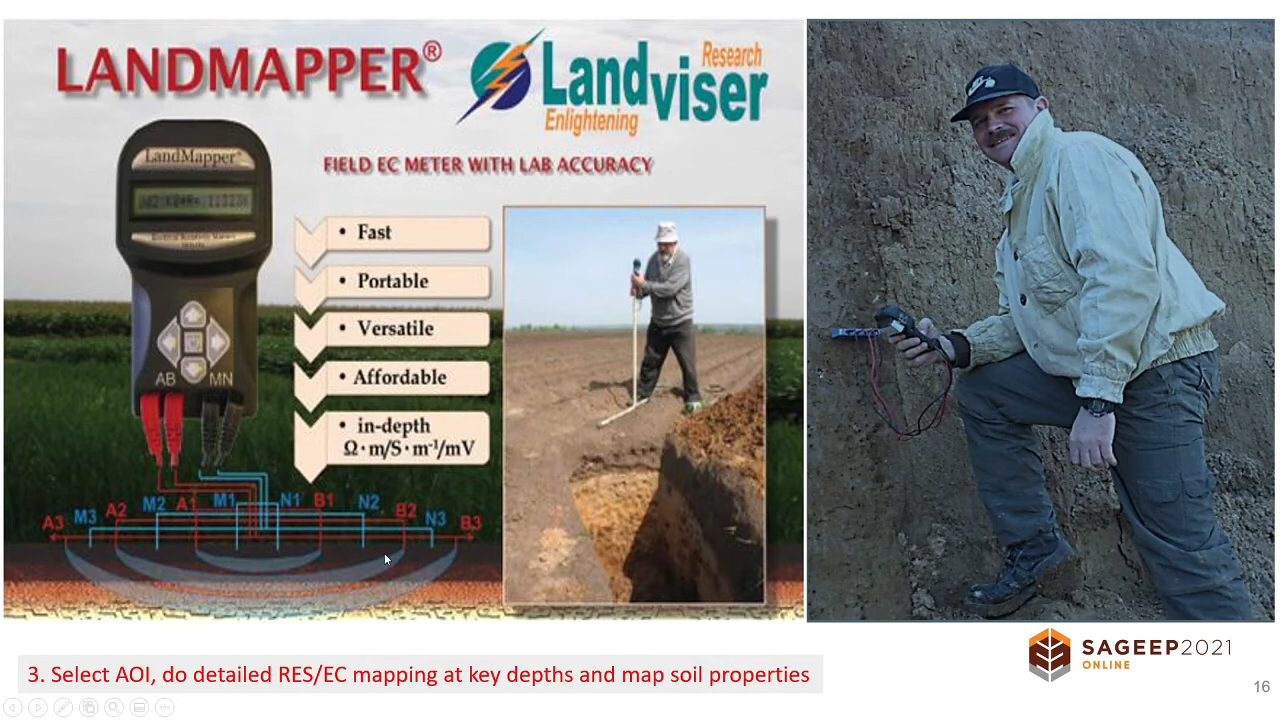 LANDMAPPER®
Research
Landviser
Enlightening
FIELD EC METER WITH LAB ACCURACY
LandMapper®
• Fast
• Portable
• Versatile
• Affordable
• in-depth
Ω·m/S·m⁻¹/mV
AB MN
A3 M3 A2 M2 A1 M1 N1 B1 N2 B2 N3 B3
3. Select AOI, do detailed RES/EC mapping at key depths and map soil properties
SAGEEP2021
ONLINE
16